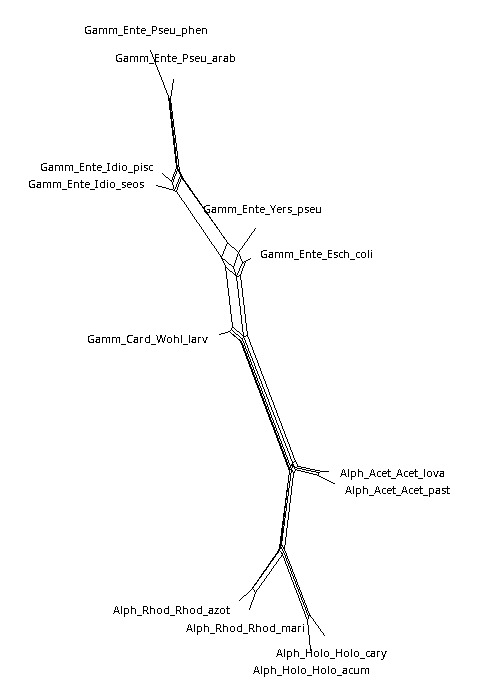 Gamm_Ente_Pseu_phen
Gamm_Ente_Pseu_arab
Gamm_Ente_Idio_pisc
Gamm_Ente_Idio_seos
Gamm_Ente_Yers_pseu
Gamm_Ente_Esch_coli
Gamm_Card_Wohl_larv
Alph_Acet_Acet_lova
Alph_Acet_Acet_past
Alph_Rhod_Rhod_azot
Alph_Rhod_Rhod_mari
Alph_Holo_Holo_cary
Alph_Holo_Holo_acum